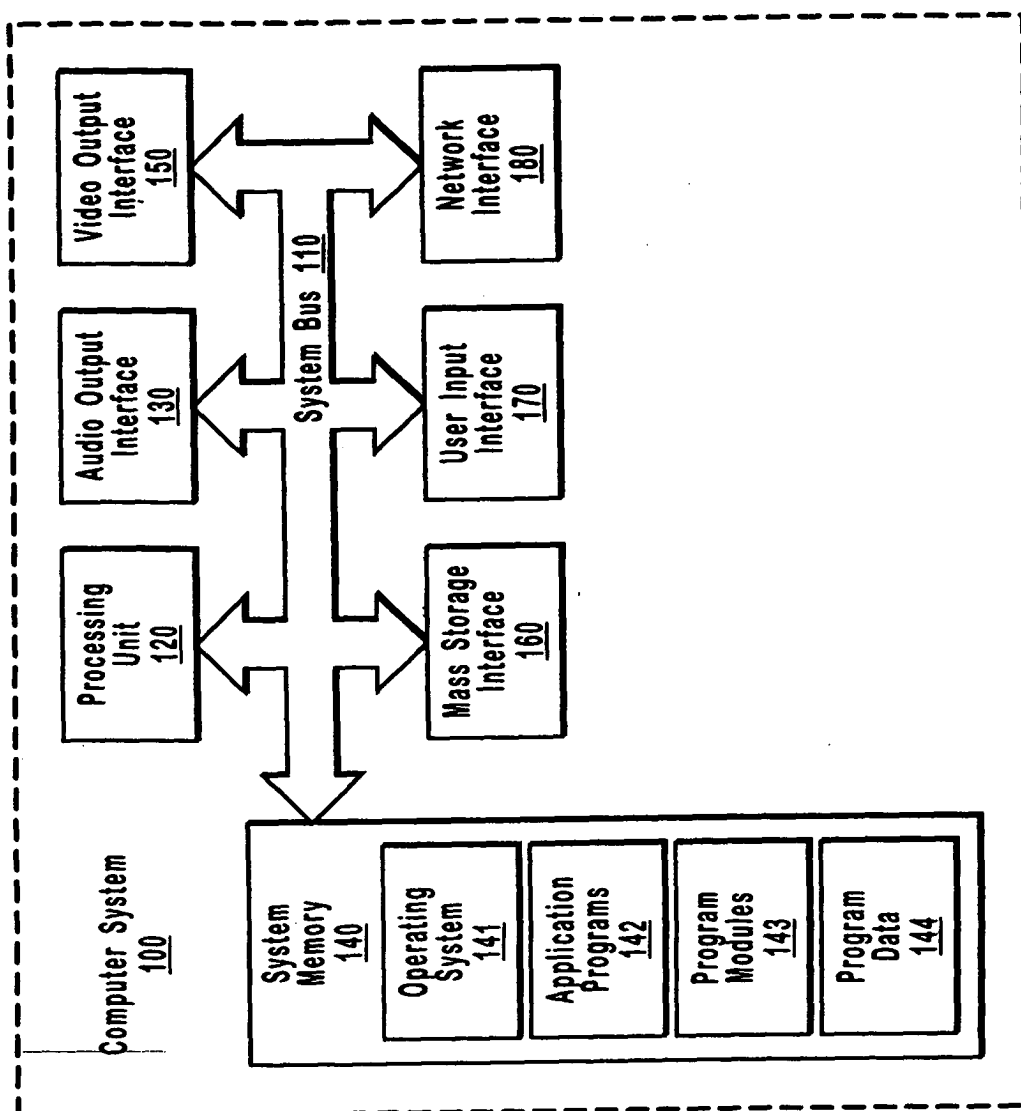 Computer System
100
System
Memory
140
Operating
System
141
Application
Programs
142
Program
Modules
143
Program
Data
144
Processing
Unit
120
Audio Output
Interface
130
Video Output
Interface
150
System Bus 110
Mass Storage
Interface
160
User Input
Interface
170
Network
Interface
180